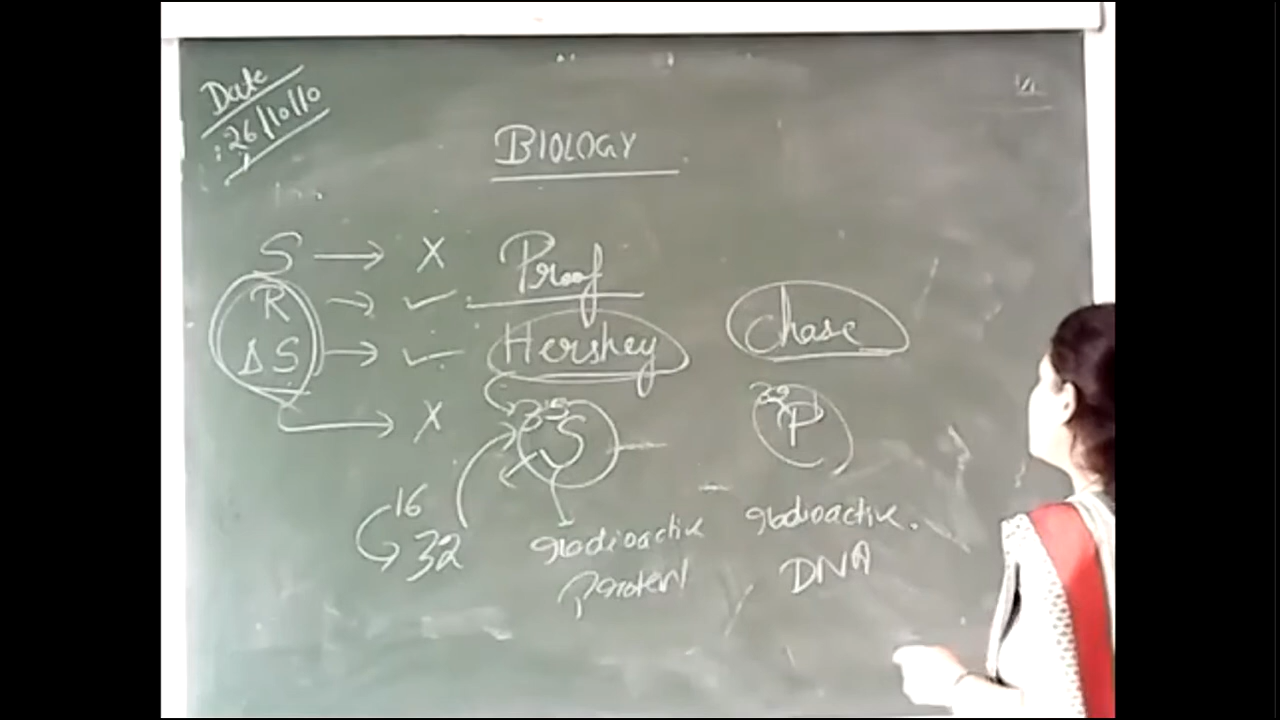 Date
: 26/10/10
BIOLOGY
S → X
R → ✓
ΔS → ✓
→ X
Proof
Hershey
Chase
35S
32P
16
32
radioactive
Protein
radioactive.
DNA